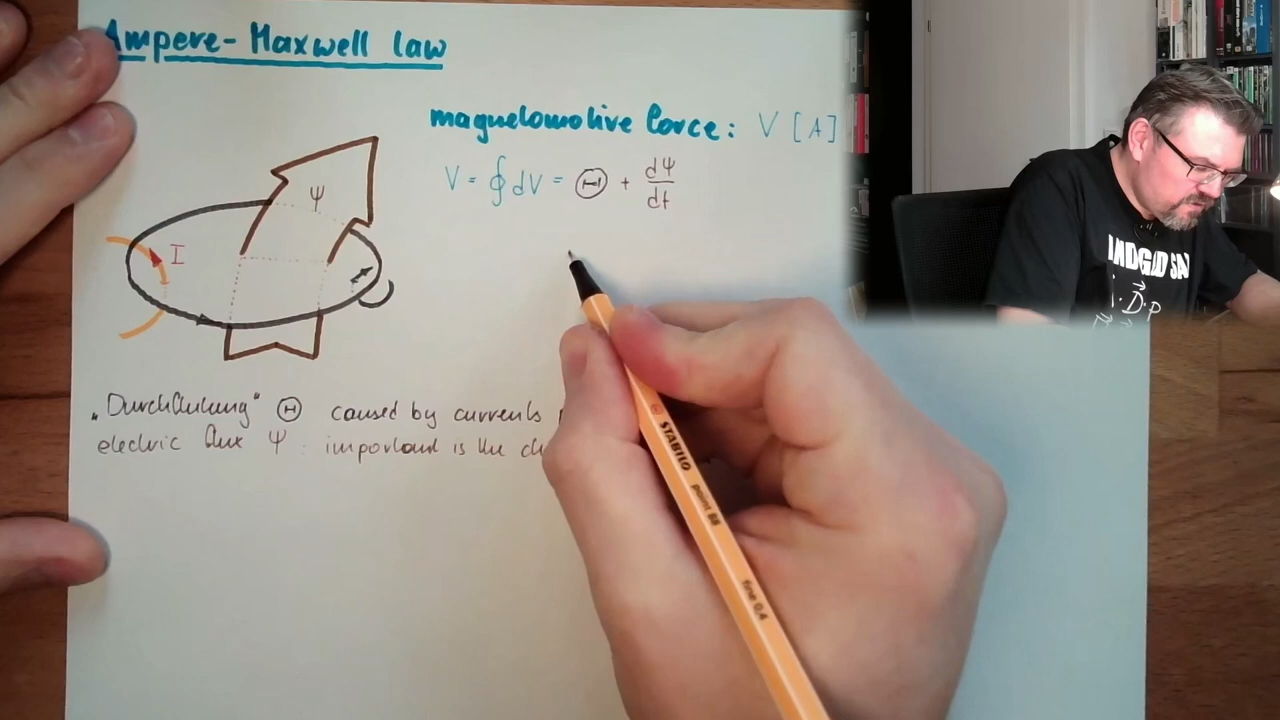 Ampere-Maxwell law
magnetomotive force: V [A]
V = ∮ dV = Θ + dΨ/dt
Ψ
I
"Durchflutung" Θ caused by currents
electric flux Ψ: important is the ch
STABILO point 88 fine 0,4